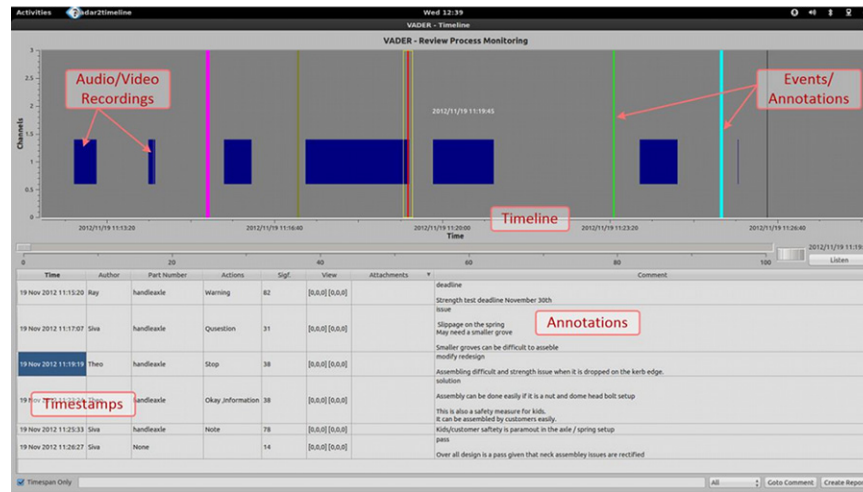 Activities
adar2timeline
Wed 12:39
VADER - Timeline
VADER - Review Process Monitoring
3
2.5
2
1.5
1
0.5
0
Channels
Audio/Video
Recordings
2012/11/19 11:19:45
Events/
Annotations
Timeline
2012/11/19 11:13:20
2012/11/19 11:16:40
2012/11/19 11:20:00
2012/11/19 11:23:20
2012/11/19 11:26:40
Time
2012/11/19 11:19:
0
20
40
60
80
100
Listen
Time Author Part Number Actions Sigf. View Attachments Comment
19 Nov 2012 11:15:20 Ray handleaxle Warning 62 [0,0,0] [0,0,0]
deadline
Strength test deadline November 30th
19 Nov 2012 11:17:07 Siva handleaxle Qusestion 31 [0,0,0] [0,0,0]
issue
Slippage on the spring
May need a smaller grove
Smaller groves can be difficult to asseble
Annotations
19 Nov 2012 11:19:19 Theo handleaxle Stop 38 [0,0,0] [0,0,0]
modify redesign
Assembling difficult and strength issue when it is dropped on the kerb edge.
19 Nov 2012 Theo handleaxle Okay ,Information 38 [0,0,0] [0,0,0]
Timestamps
solution
Assembly can be done easily if it is a nut and dome head bolt setup
This is also a safety measure for kids.
It can be assembled by customers easily.
19 Nov 2012 11:25:33 Siva handleaxle Note 78 [0,0,0] [0,0,0] Kids/customer saftety is paramout in the axle / spring setup
19 Nov 2012 11:26:27 Siva None 14 [0,0,0] [0,0,0]
pass
Over all design is a pass given that neck assembley issues are rectified
Timespan Only
All
Goto Comment
Create Repo